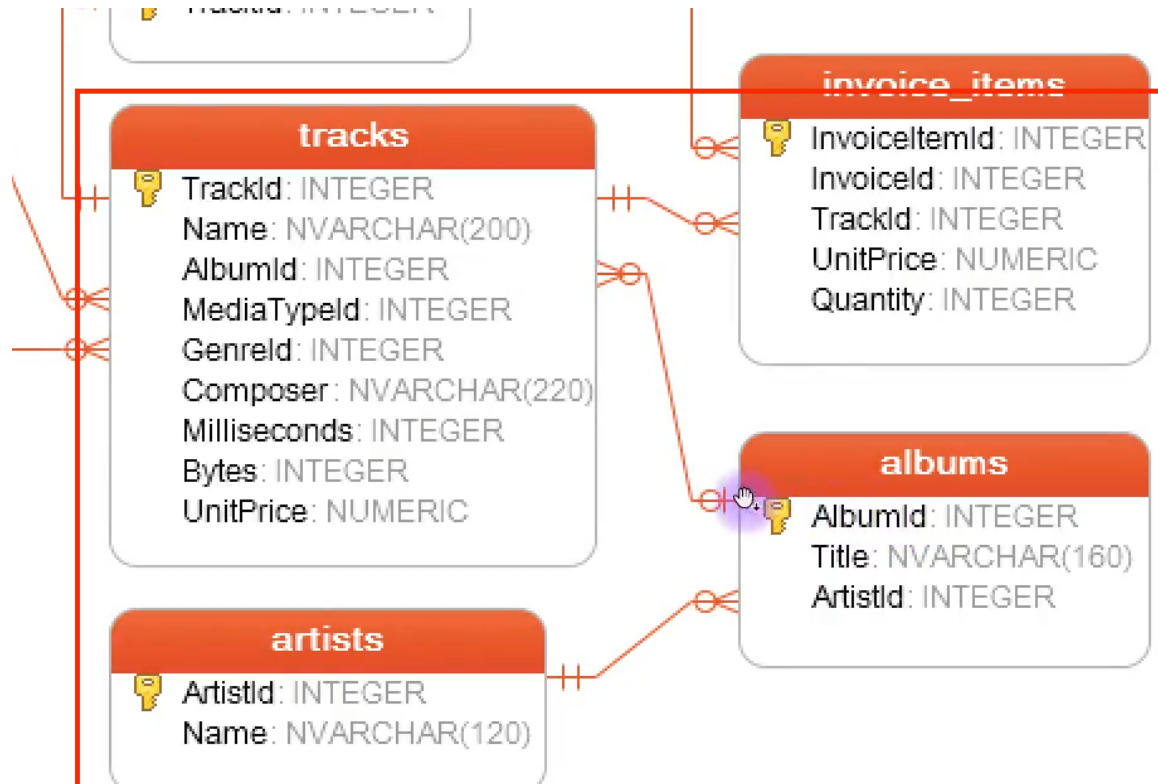 TrackId: INTEGER
tracks
TrackId: INTEGER
Name: NVARCHAR(200)
AlbumId: INTEGER
MediaTypeId: INTEGER
GenreId: INTEGER
Composer: NVARCHAR(220)
Milliseconds: INTEGER
Bytes: INTEGER
UnitPrice: NUMERIC
invoice_items
InvoiceItemId: INTEGER
InvoiceId: INTEGER
TrackId: INTEGER
UnitPrice: NUMERIC
Quantity: INTEGER
albums
AlbumId: INTEGER
Title: NVARCHAR(160)
ArtistId: INTEGER
artists
ArtistId: INTEGER
Name: NVARCHAR(120)